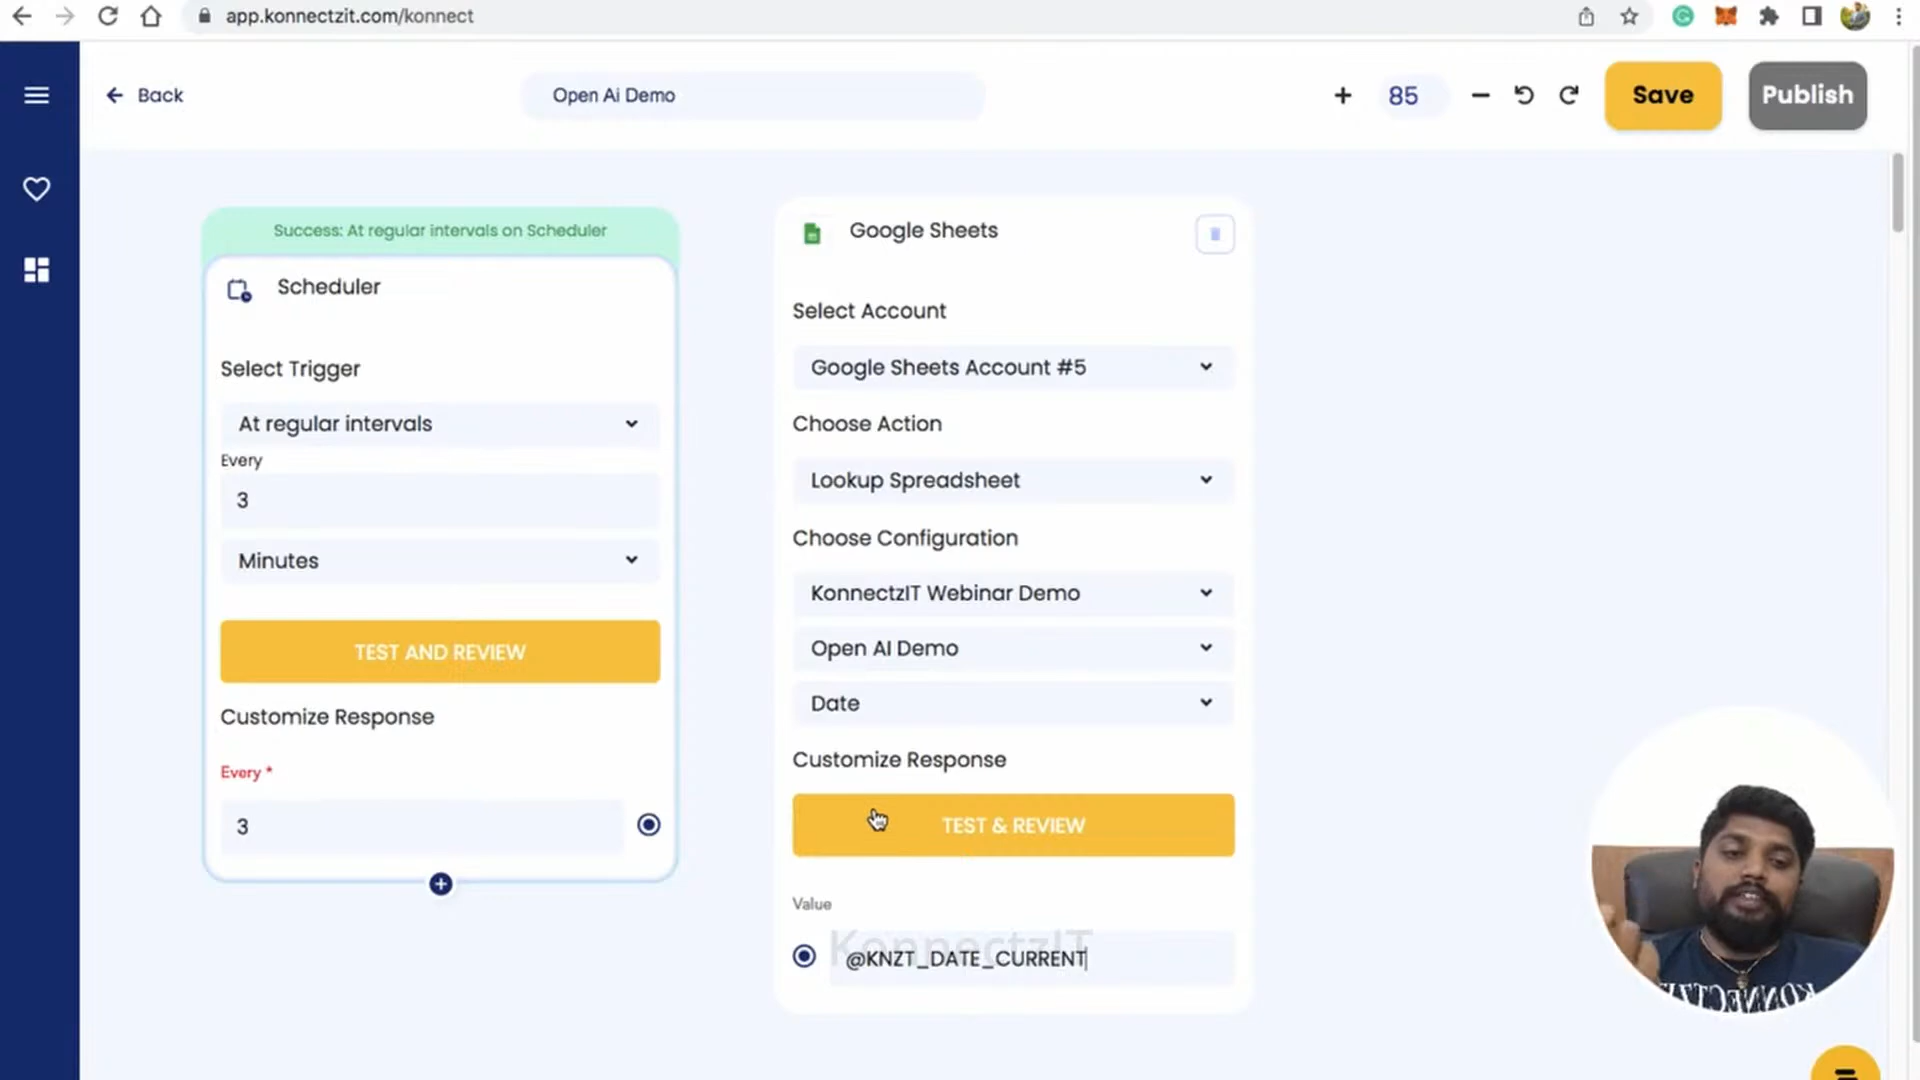 app.konnectzit.com/konnect
Back
Open Ai Demo
85
Save
Publish
Success: At regular intervals on Scheduler
Scheduler
Select Trigger
At regular intervals
Every
3
Minutes
TEST AND REVIEW
Customize Response
Every *
3
Google Sheets
Select Account
Google Sheets Account #5
Choose Action
Lookup Spreadsheet
Choose Configuration
KonnectzIT Webinar Demo
Open AI Demo
Date
Customize Response
TEST & REVIEW
Value
KonnectzIT
@KNZT_DATE_CURRENT